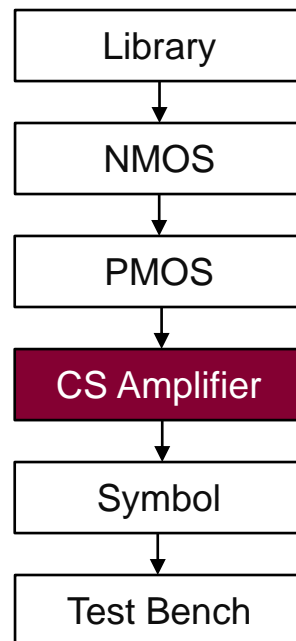 Library
NMOS
PMOS
CS Amplifier
Symbol
Test Bench